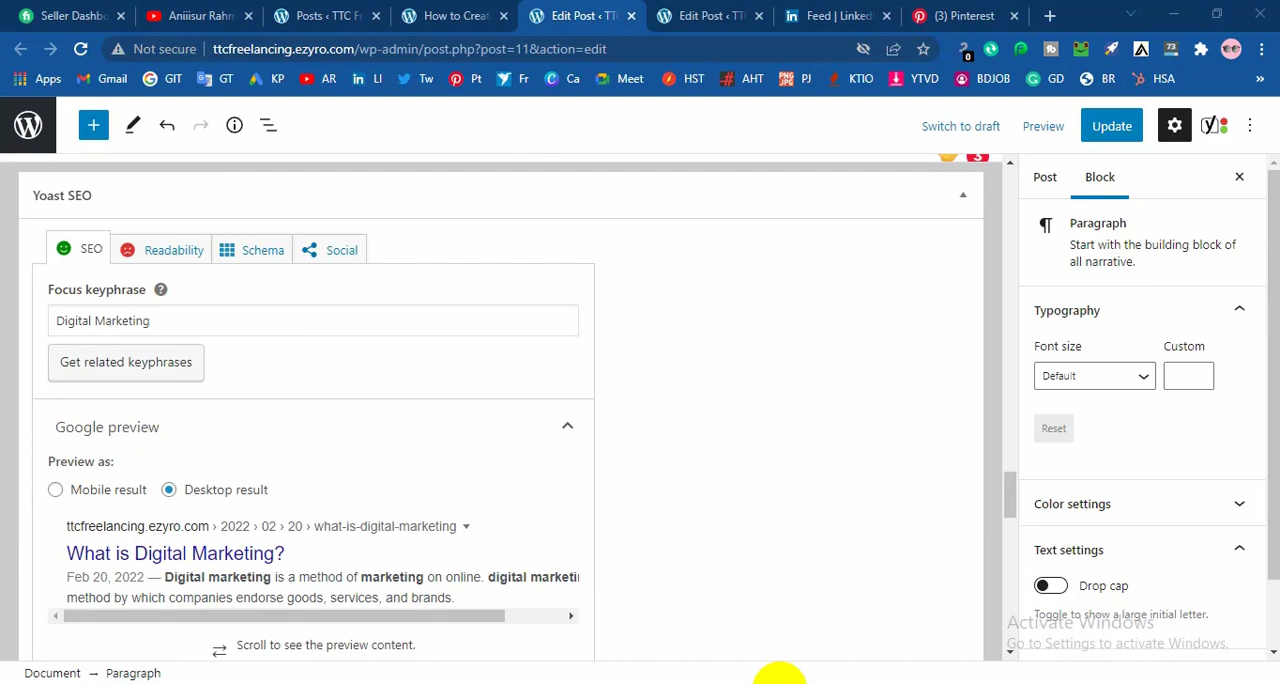 Seller Dashbo
Aniiisur Rahm
Posts ‹ TTC Fr
How to Creat
Edit Post ‹ TT
Edit Post ‹ TT
Feed | Linked
(3) Pinterest
Not secure
ttcfreelancing.ezyro.com/wp-admin/post.php?post=11&action=edit
0
73
Apps
Gmail
GIT
GT
KP
AR
LI
Tw
Pt
Fr
Ca
Meet
HST
AHT
PJ
KTIO
YTVD
BDJOB
GD
BR
HSA
»
Switch to draft
Preview
Update
3
Yoast SEO
SEO
Readability
Schema
Social
Focus keyphrase
Digital Marketing
Get related keyphrases
Google preview
Preview as:
Mobile result
Desktop result
ttcfreelancing.ezyro.com › 2022 › 02 › 20 › what-is-digital-marketing
What is Digital Marketing?
Feb 20, 2022 — Digital marketing is a method of marketing on online. digital marketi
method by which companies endorse goods, services, and brands.
Scroll to see the preview content.
Document → Paragraph
Post
Block
Paragraph
Start with the building block of
all narrative.
Typography
Font size
Custom
Default
Reset
Color settings
Text settings
Drop cap
Toggle to show a large initial letter.
Activate Windows
Go to Settings to activate Windows.